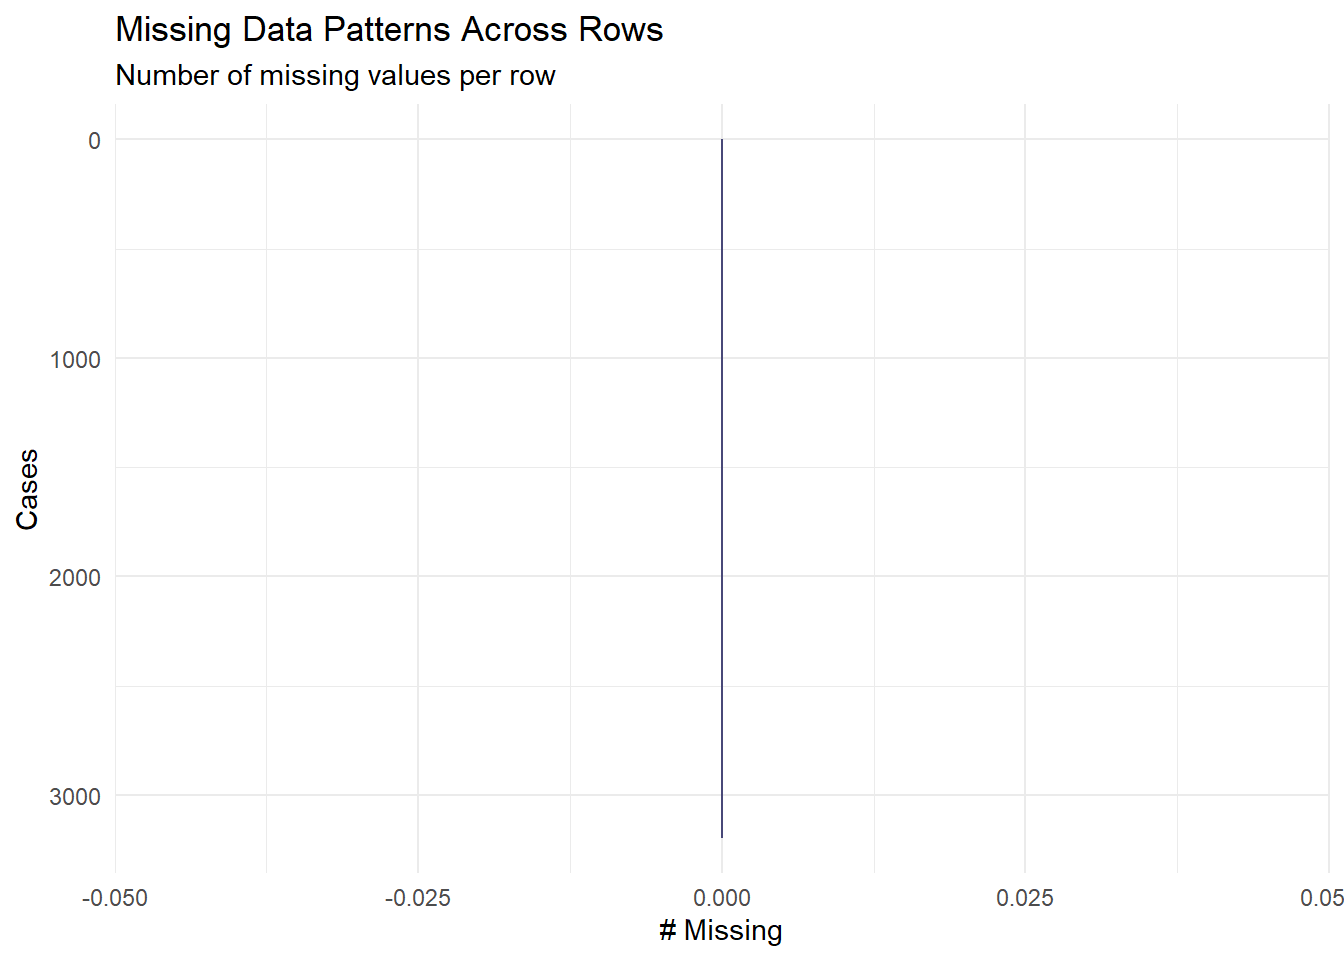 Missing Data Patterns Across Rows
Number of missing values per row
0
1000
2000
3000
Cases
-0.050
-0.025
0.000
0.025
0.05
# Missing